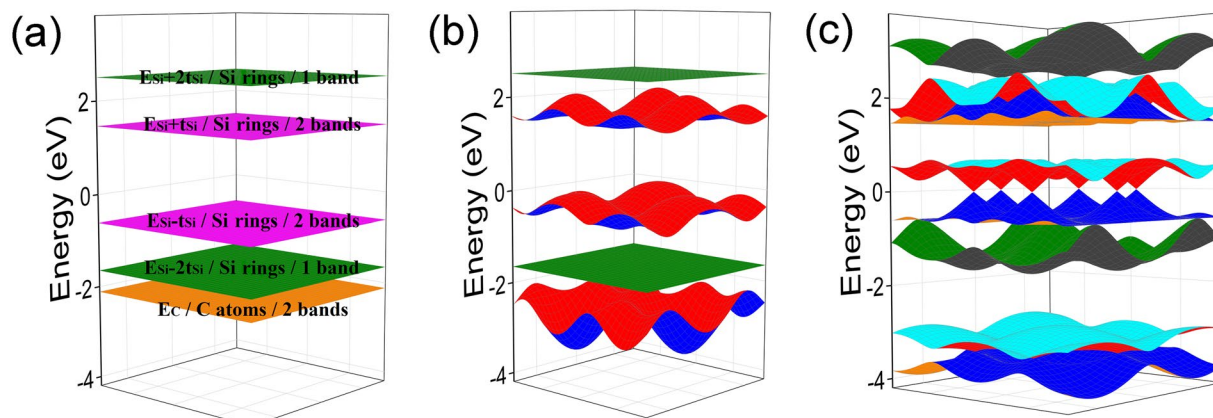 (a)
Energy (eV)
2
0
-2
-4
Esi+2tsi / Si rings / 1 band
Esi+tsi / Si rings / 2 bands
Esi-tsi / Si rings / 2 bands
Esi-2tsi / Si rings / 1 band
Ec / C atoms / 2 bands
(b)
Energy (eV)
2
0
-2
-4
(c)
Energy (eV)
2
0
-2
-4